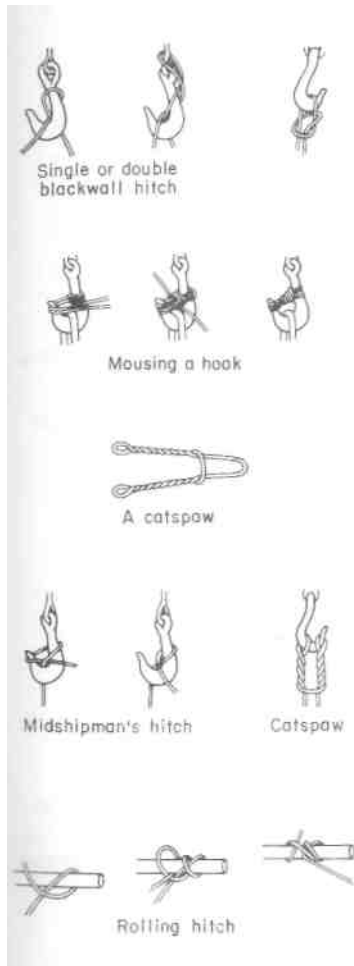 Single or double
blackwall hitch
Mousing a hook
A catspaw
Midshipman's hitch
Catspaw
Rolling hitch